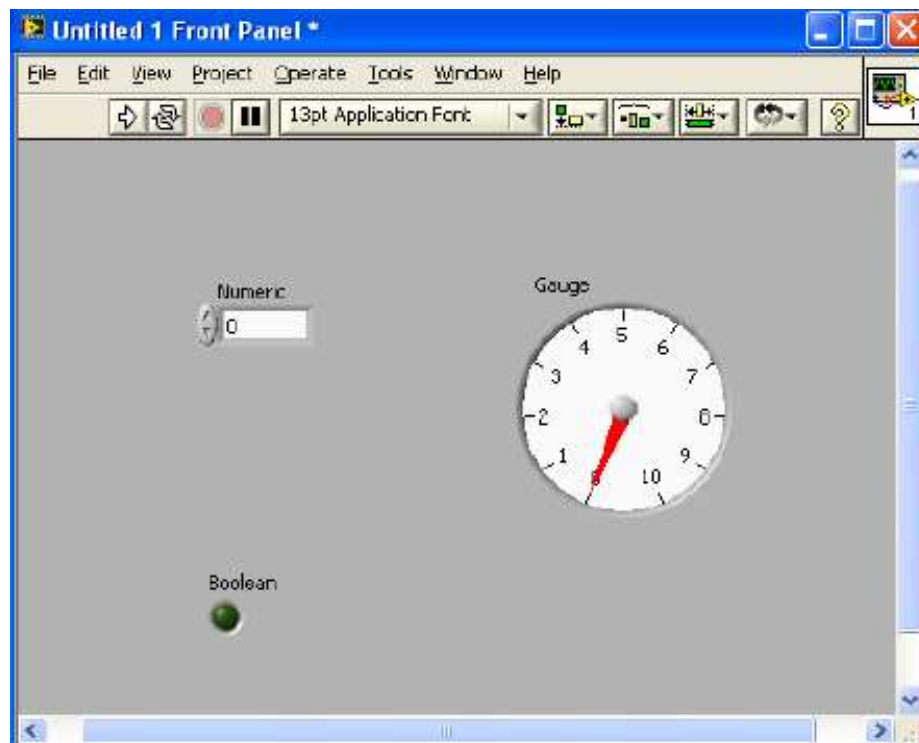 Untitled 1 Front Panel *
File Edit View Project Operate Tools Window Help
13pt Application Font
1
Numeric
0
Gauge
5
4 6
3 7
2 8
1 9
0 10
Boolean